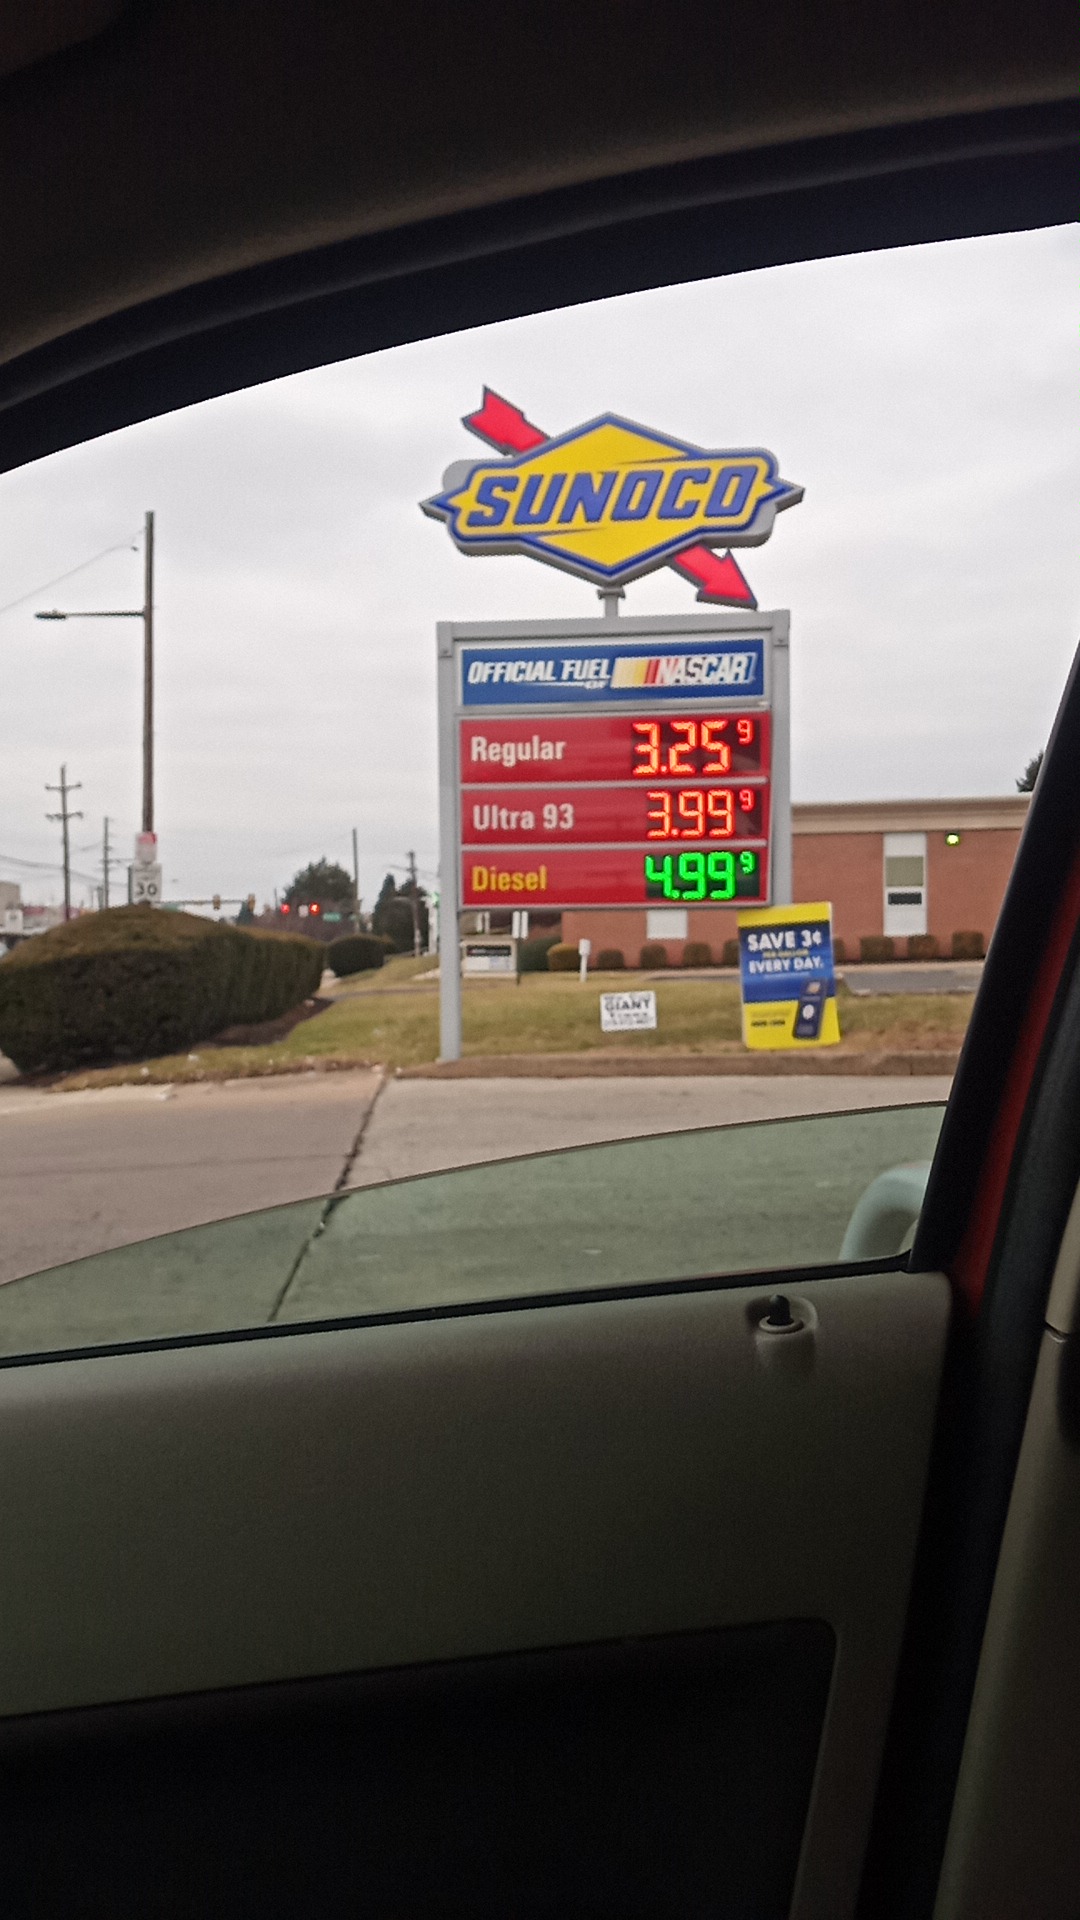 SUNOCO
OFFICIAL FUEL OF NASCAR
Regular 3.25 9
Ultra 93 3.99 9
Diesel 4.99 9
30
SAVE 3¢
EVERY DAY.
GIANT